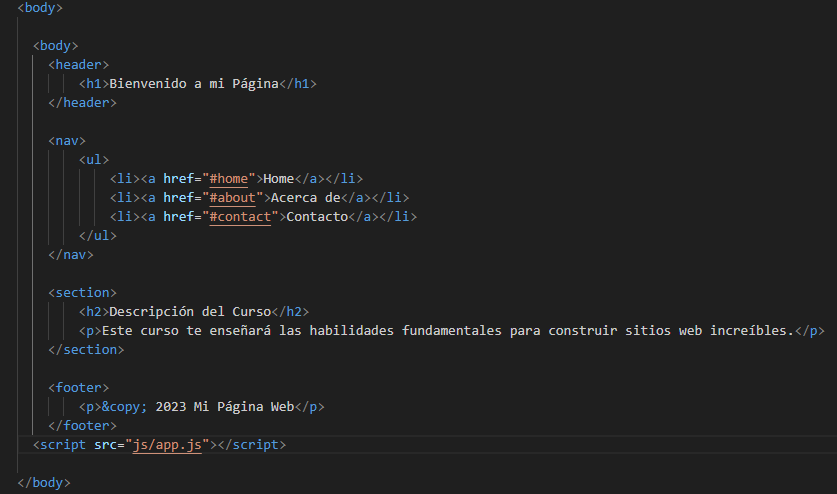 <body>
<body>
<header>
<h1>Bienvenido a mi Página</h1>
</header>
<nav>
<ul>
<li><a href="#home">Home</a></li>
<li><a href="#about">Acerca de</a></li>
<li><a href="#contact">Contacto</a></li>
</ul>
</nav>
<section>
<h2>Descripción del Curso</h2>
<p>Este curso te enseñará las habilidades fundamentales para construir sitios web increíbles.</p>
</section>
<footer>
<p>&copy; 2023 Mi Página Web</p>
</footer>
<script src="js/app.js"></script>
</body>